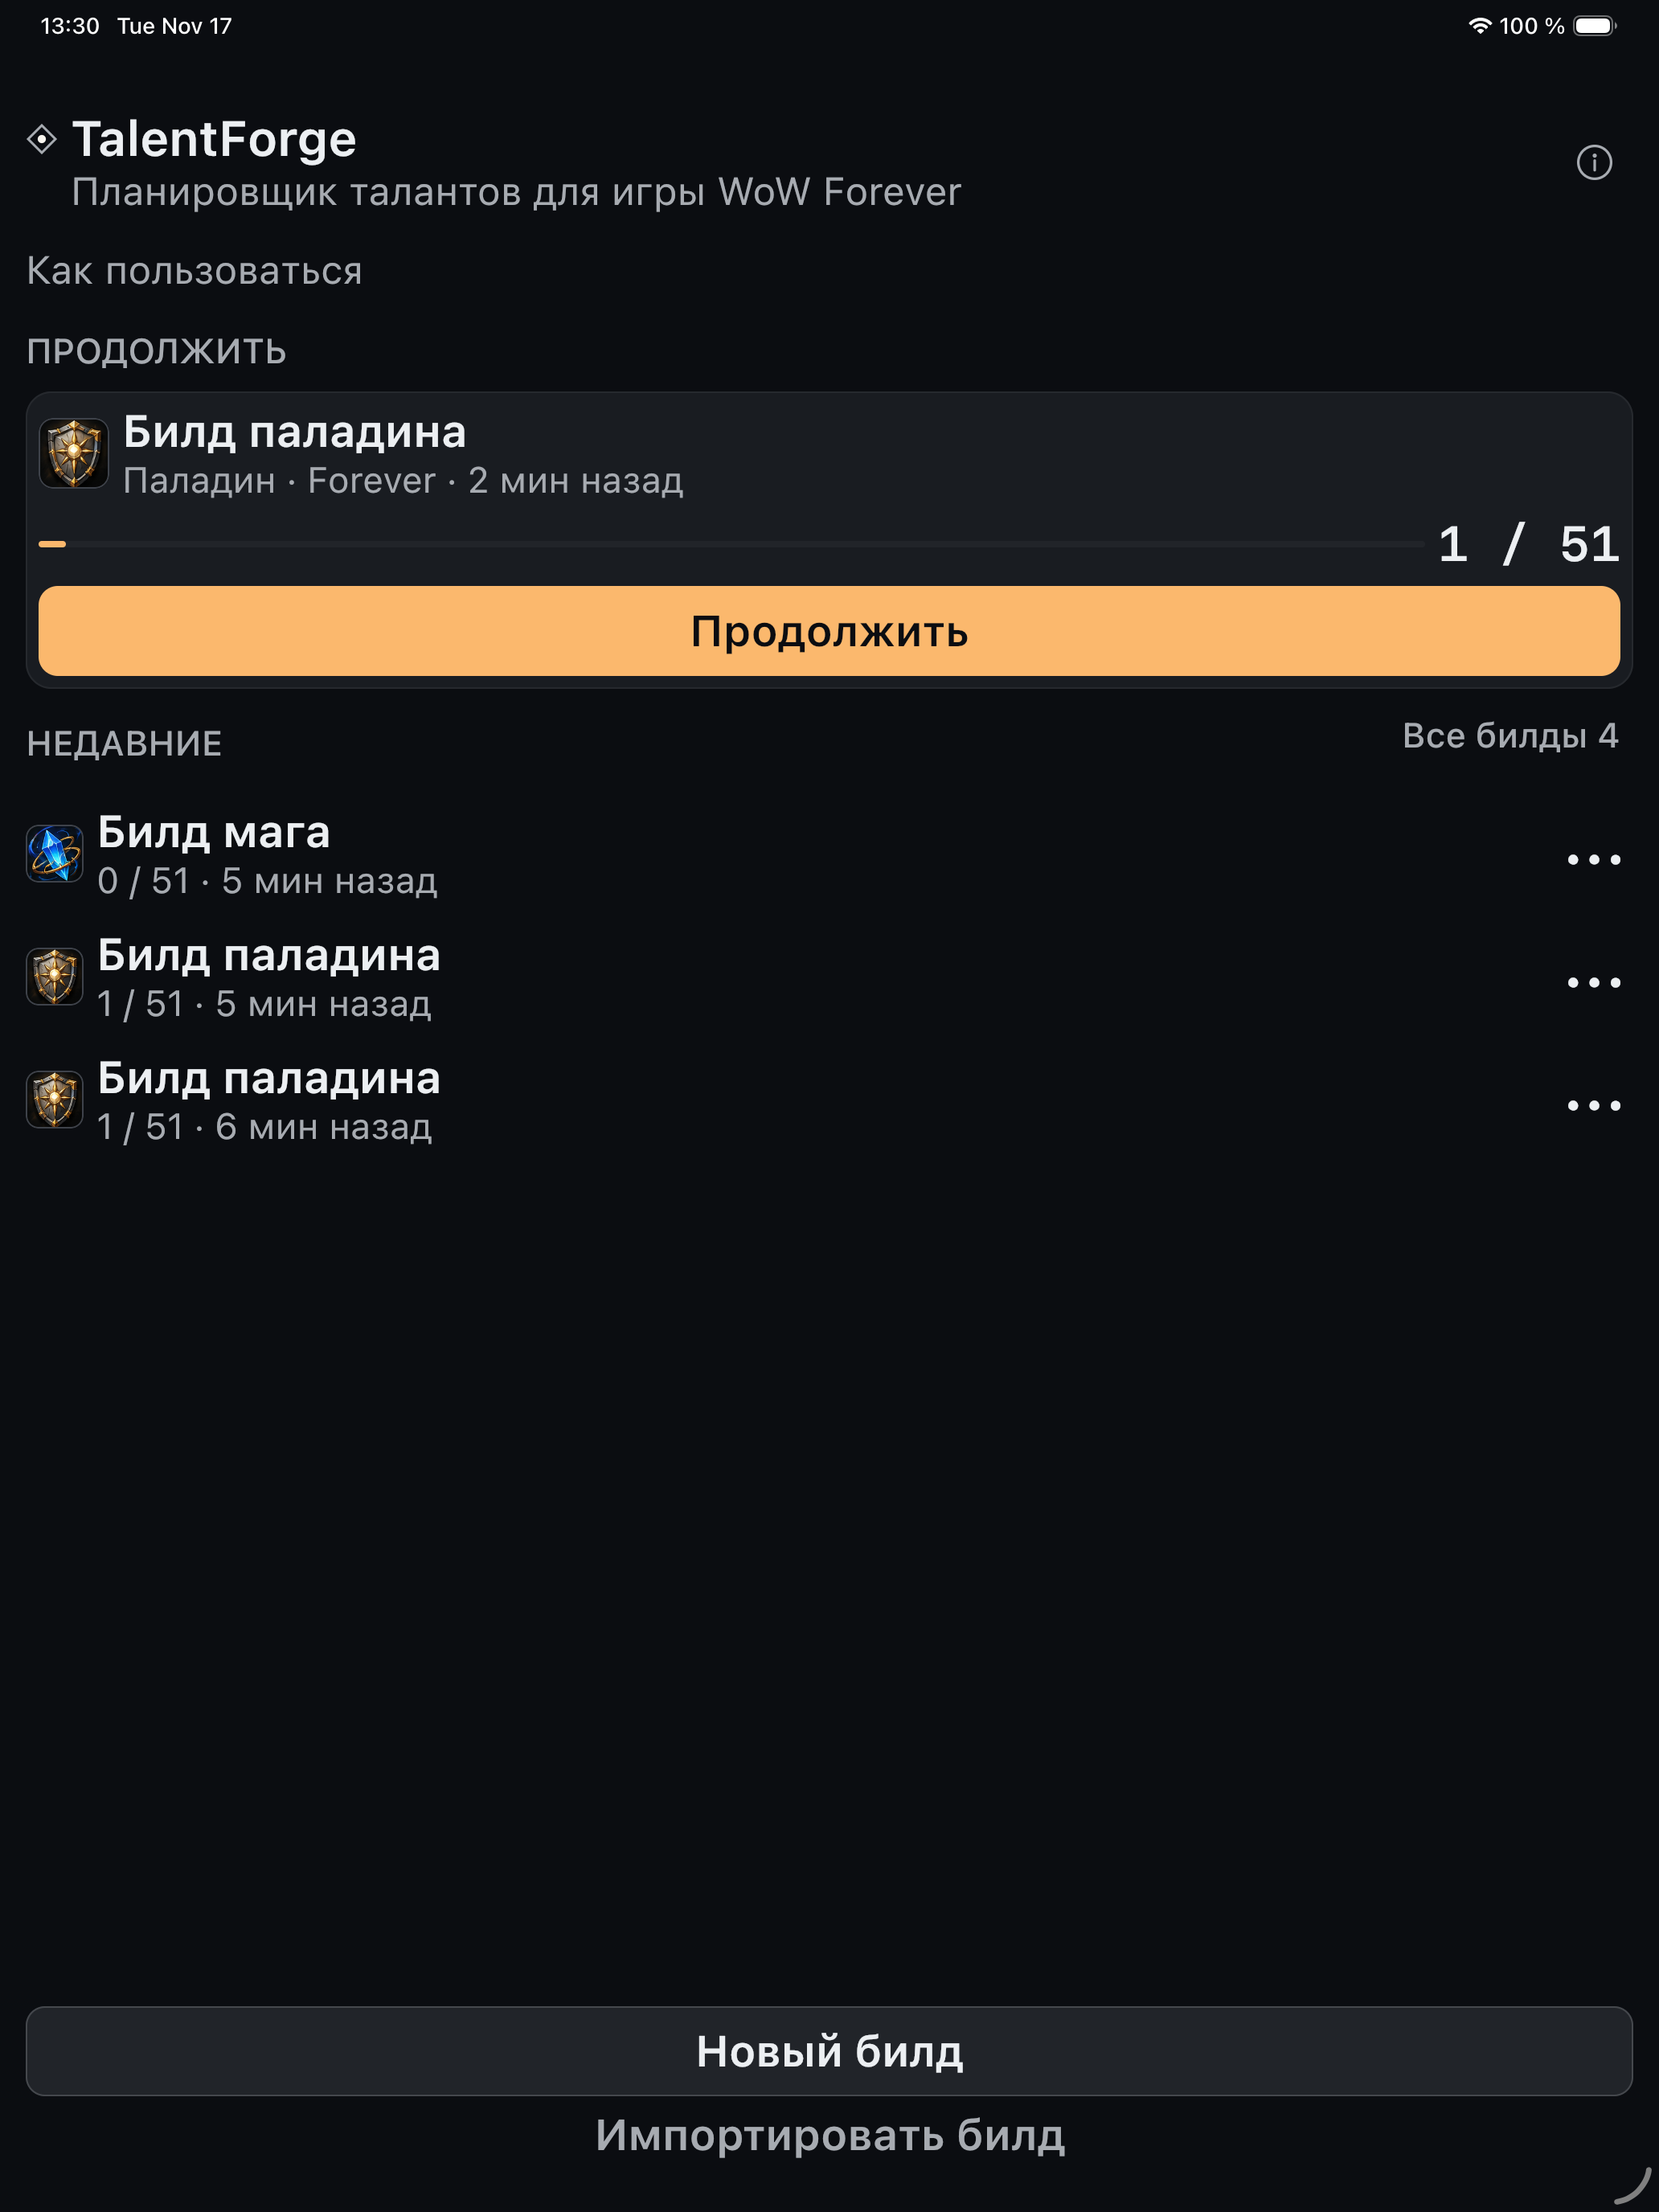 13:30 Tue Nov 17
100 %
TalentForge
Планировщик талантов для игры WoW Forever
Как пользоваться
ПРОДОЛЖИТЬ
Билд паладина
Паладин · Forever · 2 мин назад
1 / 51
Продолжить
НЕДАВНИЕ
Все билды 4
Билд мага
0 / 51 · 5 мин назад
Билд паладина
1 / 51 · 5 мин назад
Билд паладина
1 / 51 · 6 мин назад
Новый билд
Импортировать билд